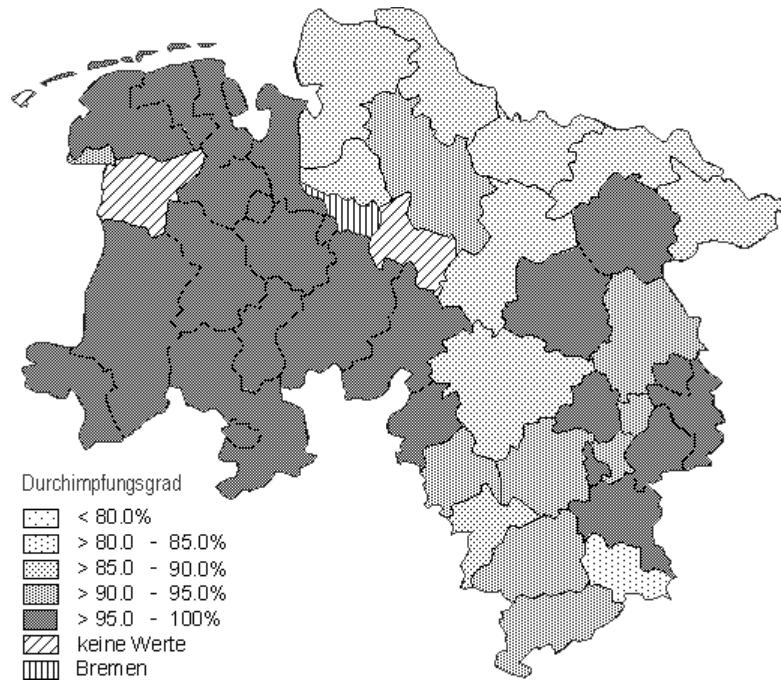 Durchimpfungsgrad
< 80.0%
> 80.0 - 85.0%
> 85.0 - 90.0%
> 90.0 - 95.0%
> 95.0 - 100%
keine Werte
Bremen